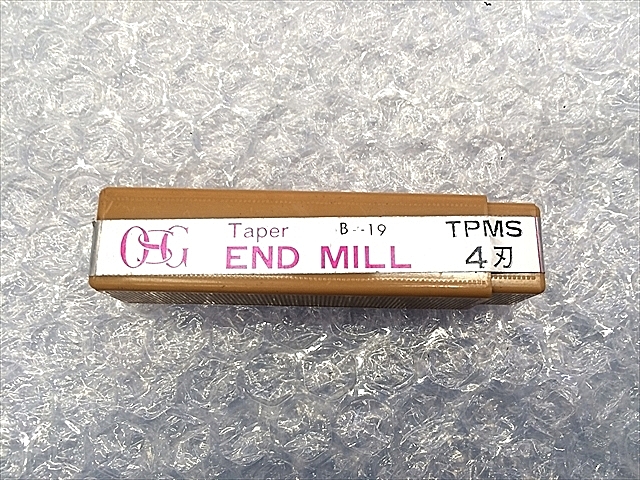 OSG Taper B-19 TPMS
END MILL 4刃